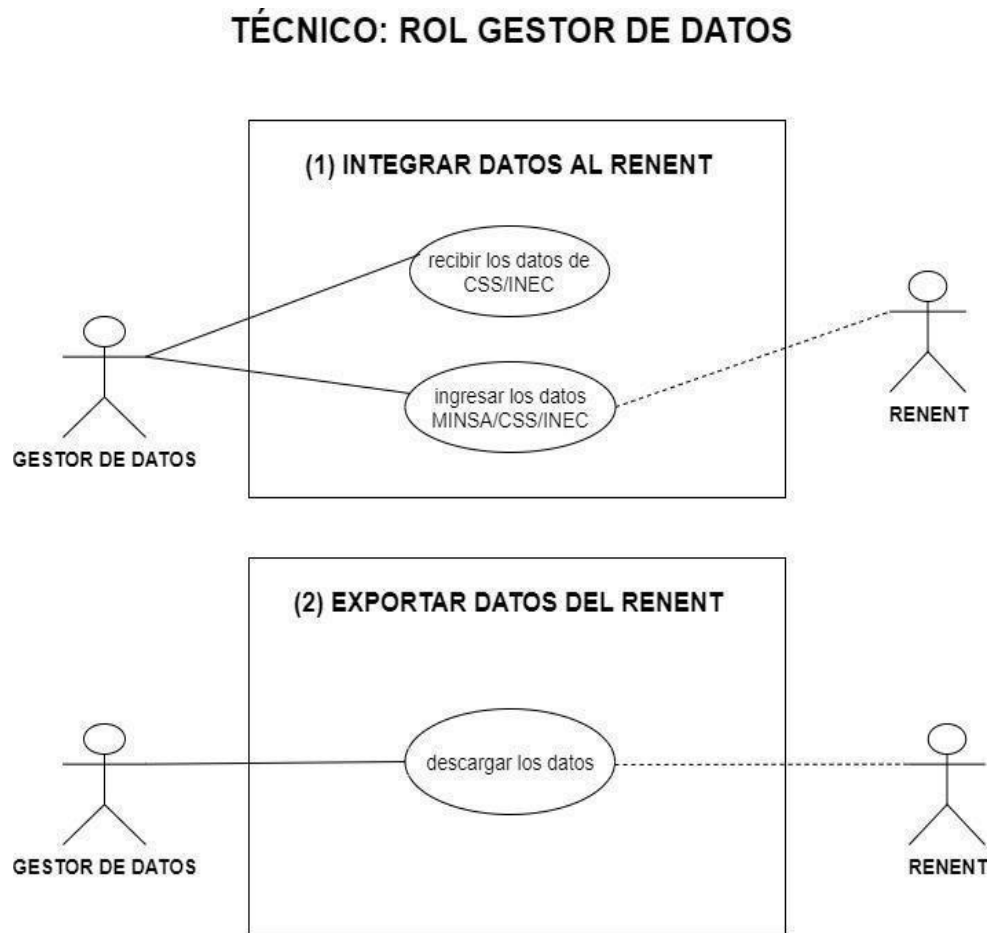 TÉCNICO: ROL GESTOR DE DATOS
(1) INTEGRAR DATOS AL RENENT
recibir los datos de
CSS/INEC
ingresar los datos
MINSA/CSS/INEC
GESTOR DE DATOS
RENENT
(2) EXPORTAR DATOS DEL RENENT
descargar los datos
GESTOR DE DATOS
RENENT